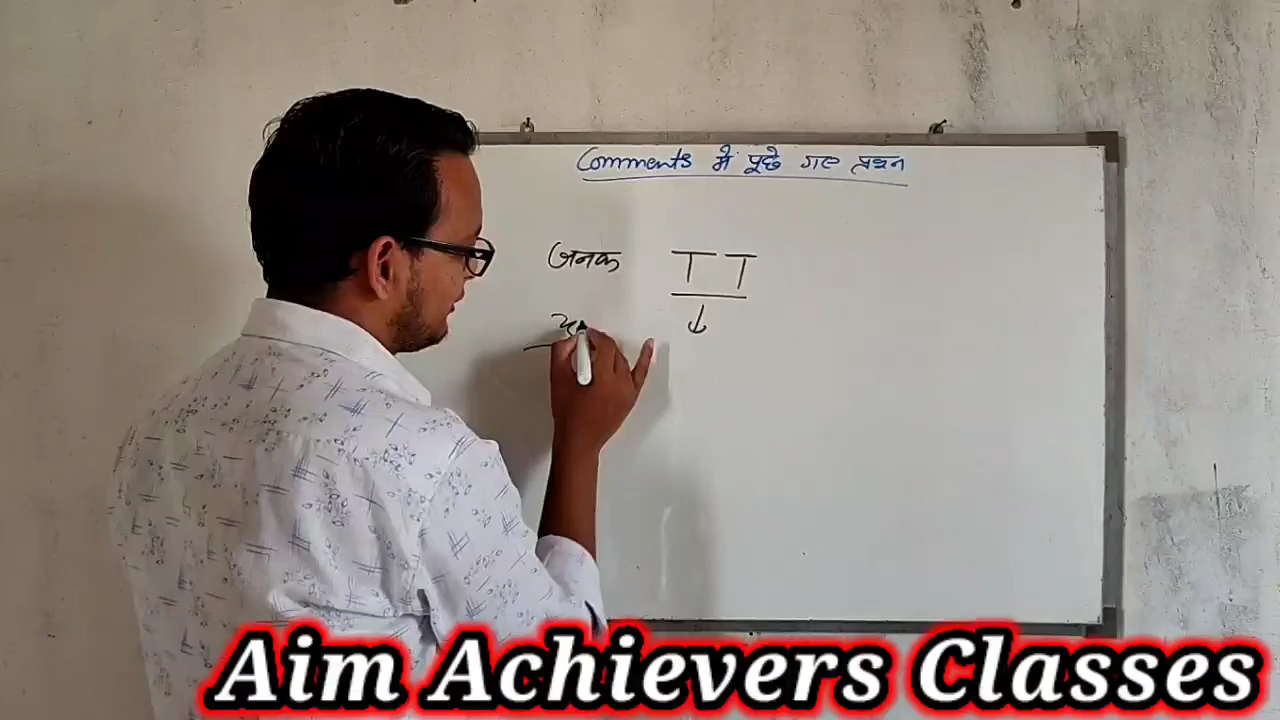 Comments में पूछे गए प्रश्न
जनक TT
↓
Aim Achievers Classes